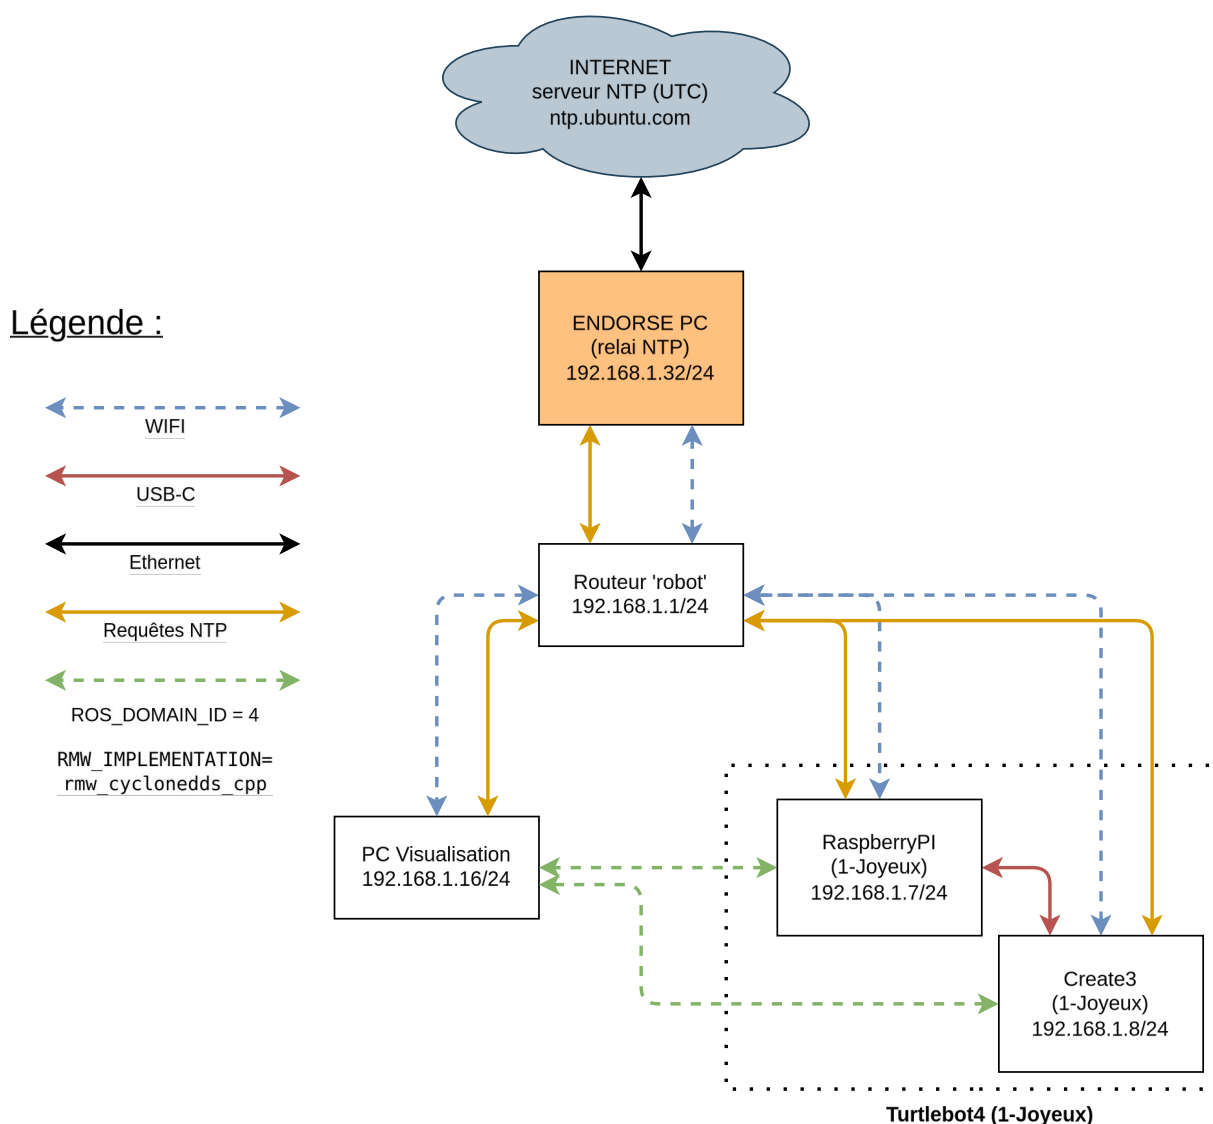 INTERNET
serveur NTP (UTC)
ntp.ubuntu.com
ENDORSE PC
(relai NTP)
192.168.1.32/24
Légende :
WIFI
USB-C
Ethernet
Requêtes NTP
ROS_DOMAIN_ID = 4
RMW_IMPLEMENTATION=
rmw_cyclonedds_cpp
Routeur 'robot'
192.168.1.1/24
PC Visualisation
192.168.1.16/24
RaspberryPI
(1-Joyeux)
192.168.1.7/24
Create3
(1-Joyeux)
192.168.1.8/24
Turtlebot4 (1-Joyeux)